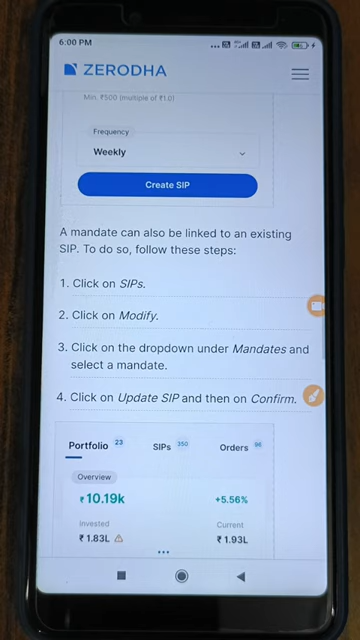 6:00 PM
ZERODHA
Min. ₹500 (multiple of ₹1.0)
Frequency
Weekly
Create SIP
A mandate can also be linked to an existing
SIP. To do so, follow these steps:
1. Click on SIPs.
2. Click on Modify.
3. Click on the dropdown under Mandates and
select a mandate.
4. Click on Update SIP and then on Confirm.
Portfolio 23 SIPs 350 Orders 96
Overview
₹10.19k +5.56%
Invested Current
₹1.83L ₹1.93L